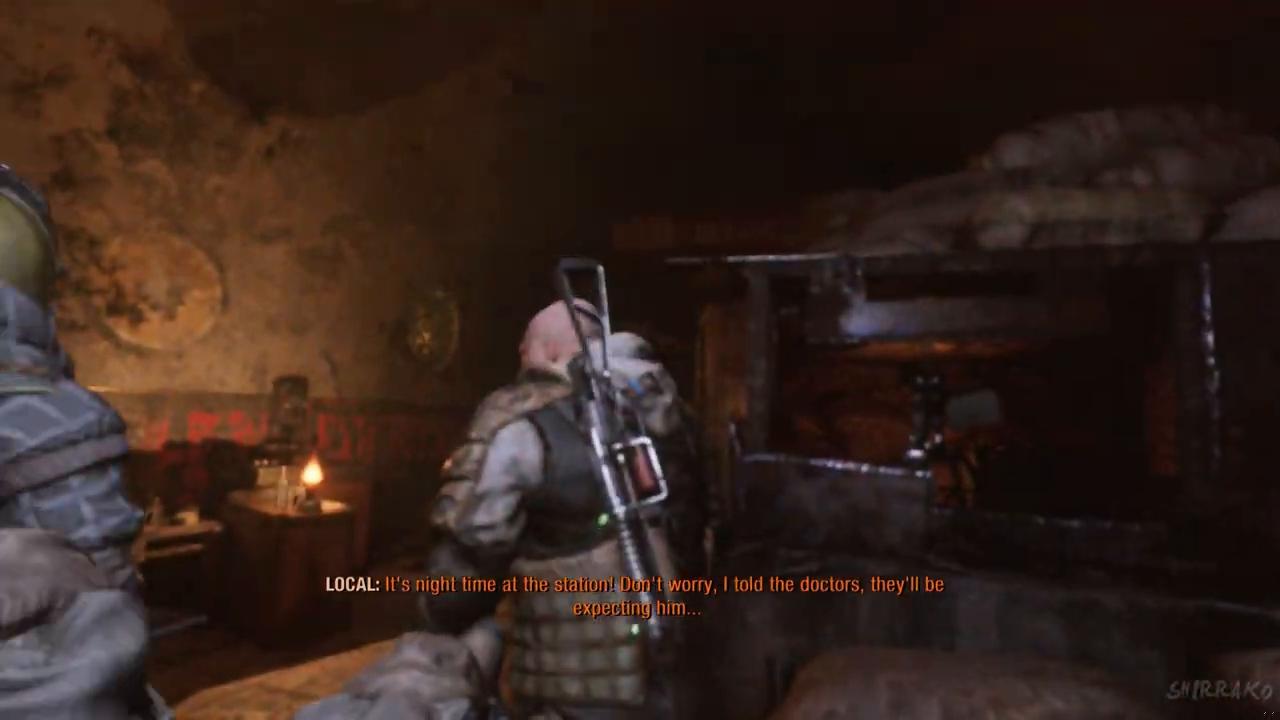 LOCAL: It's night time at the station! Don't worry, I told the doctors, they'll be
expecting him...
SHIRRAKO